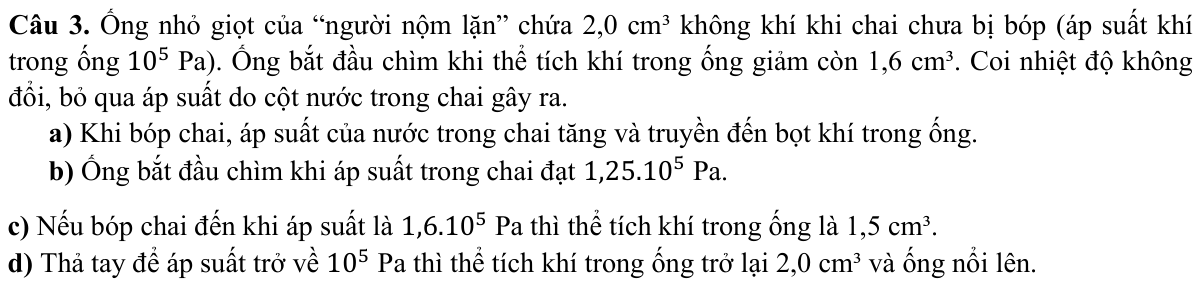 Câu 3. Ống nhỏ giọt của “người nộm lặn” chứa 2,0 cm³ không khí khi chai chưa bị bóp (áp suất khí
trong ống 10⁵ Pa). Ống bắt đầu chìm khi thể tích khí trong ống giảm còn 1,6 cm³. Coi nhiệt độ không
đổi, bỏ qua áp suất do cột nước trong chai gây ra.
a) Khi bóp chai, áp suất của nước trong chai tăng và truyền đến bọt khí trong ống.
b) Ống bắt đầu chìm khi áp suất trong chai đạt 1,25.10⁵ Pa.
c) Nếu bóp chai đến khi áp suất là 1,6.10⁵ Pa thì thể tích khí trong ống là 1,5 cm³.
d) Thả tay để áp suất trở về 10⁵ Pa thì thể tích khí trong ống trở lại 2,0 cm³ và ống nổi lên.